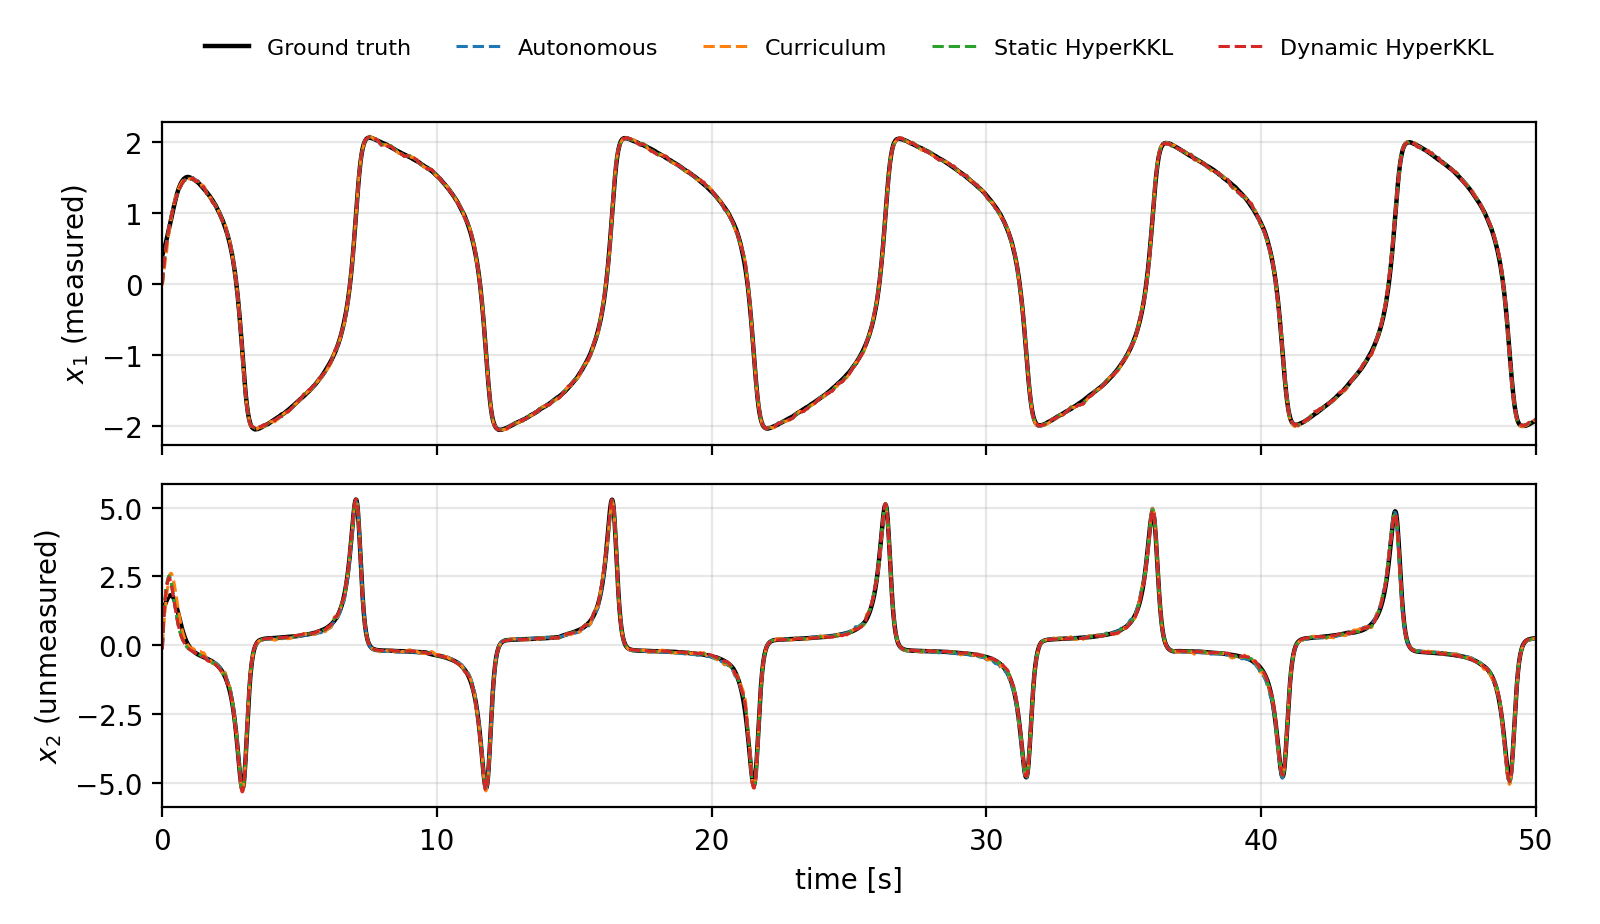 Ground truth Autonomous Curriculum Static HyperKKL Dynamic HyperKKL
x₁ (measured)
2
1
0
−1
−2
x₂ (unmeasured)
5.0
2.5
0.0
−2.5
−5.0
0 10 20 30 40 50
time [s]